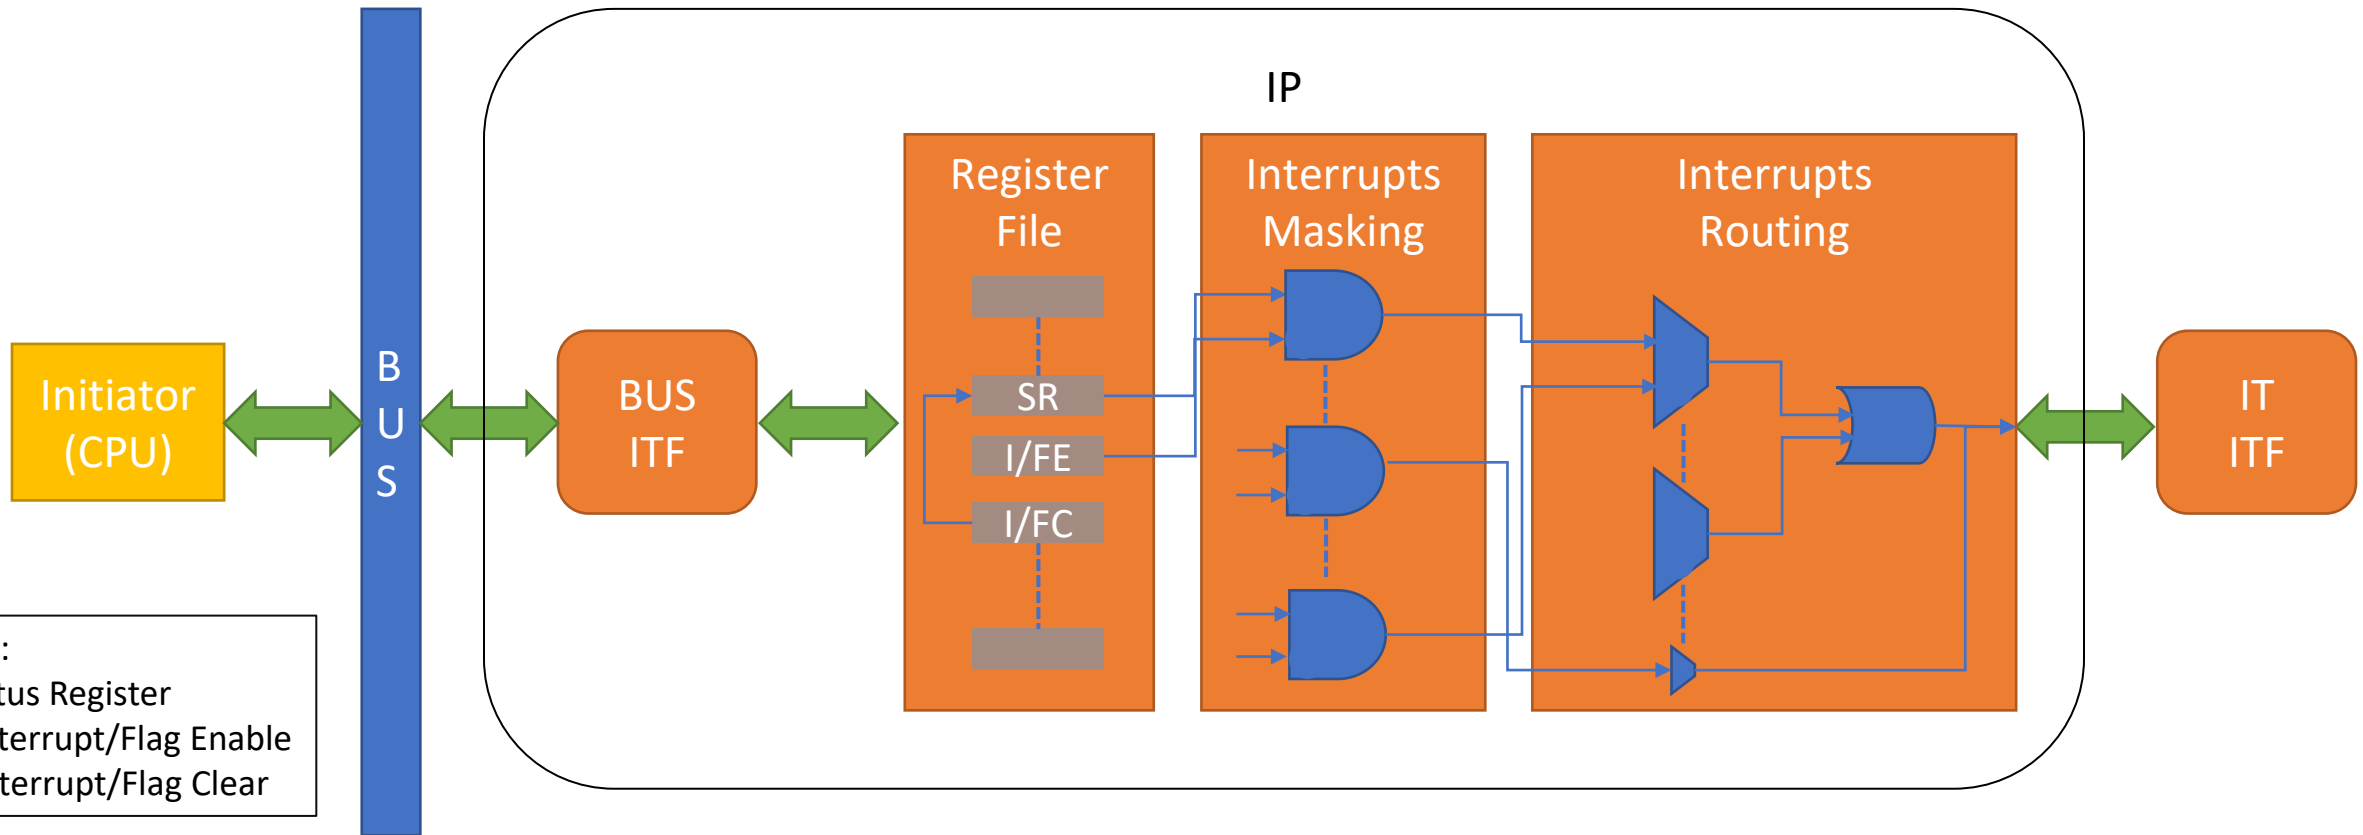 IP
Initiator
(CPU)
B
U
S
BUS
ITF
Register
File
SR
I/FE
I/FC
Interrupts
Masking
Interrupts
Routing
IT
ITF
:
tus Register
terrupt/Flag Enable
terrupt/Flag Clear